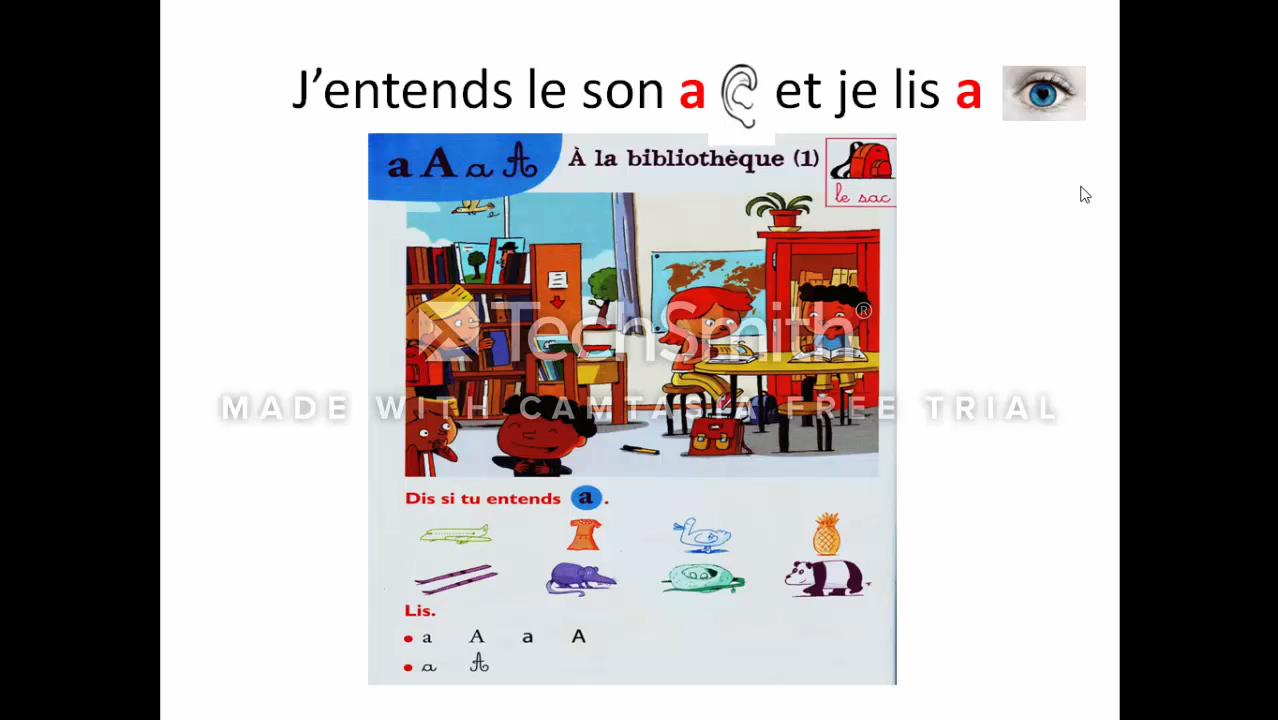 J’entends le son a et je lis a
a A a A À la bibliothèque (1)
le sac
TechSmith®
MADE WITH CAMTASIA FREE TRIAL
Dis si tu entends a.
Lis.
• a A a A
• a A